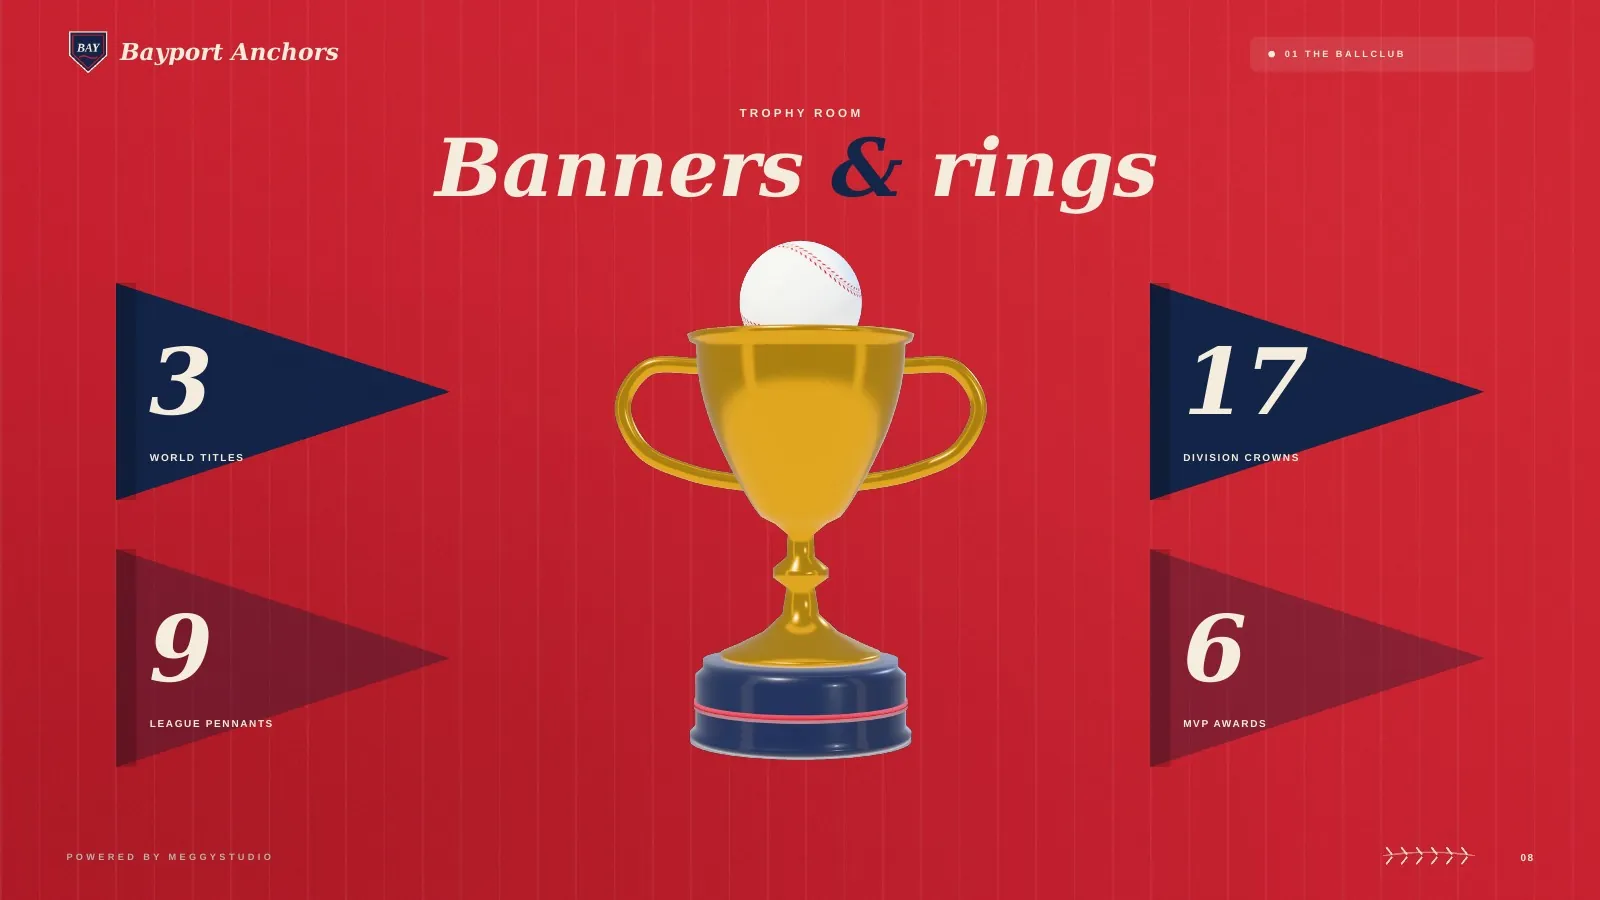 BAY
Bayport Anchors
01 THE BALLCLUB
TROPHY ROOM
Banners & rings
3
WORLD TITLES
17
DIVISION CROWNS
9
LEAGUE PENNANTS
6
MVP AWARDS
POWERED BY MEGGYSTUDIO
08